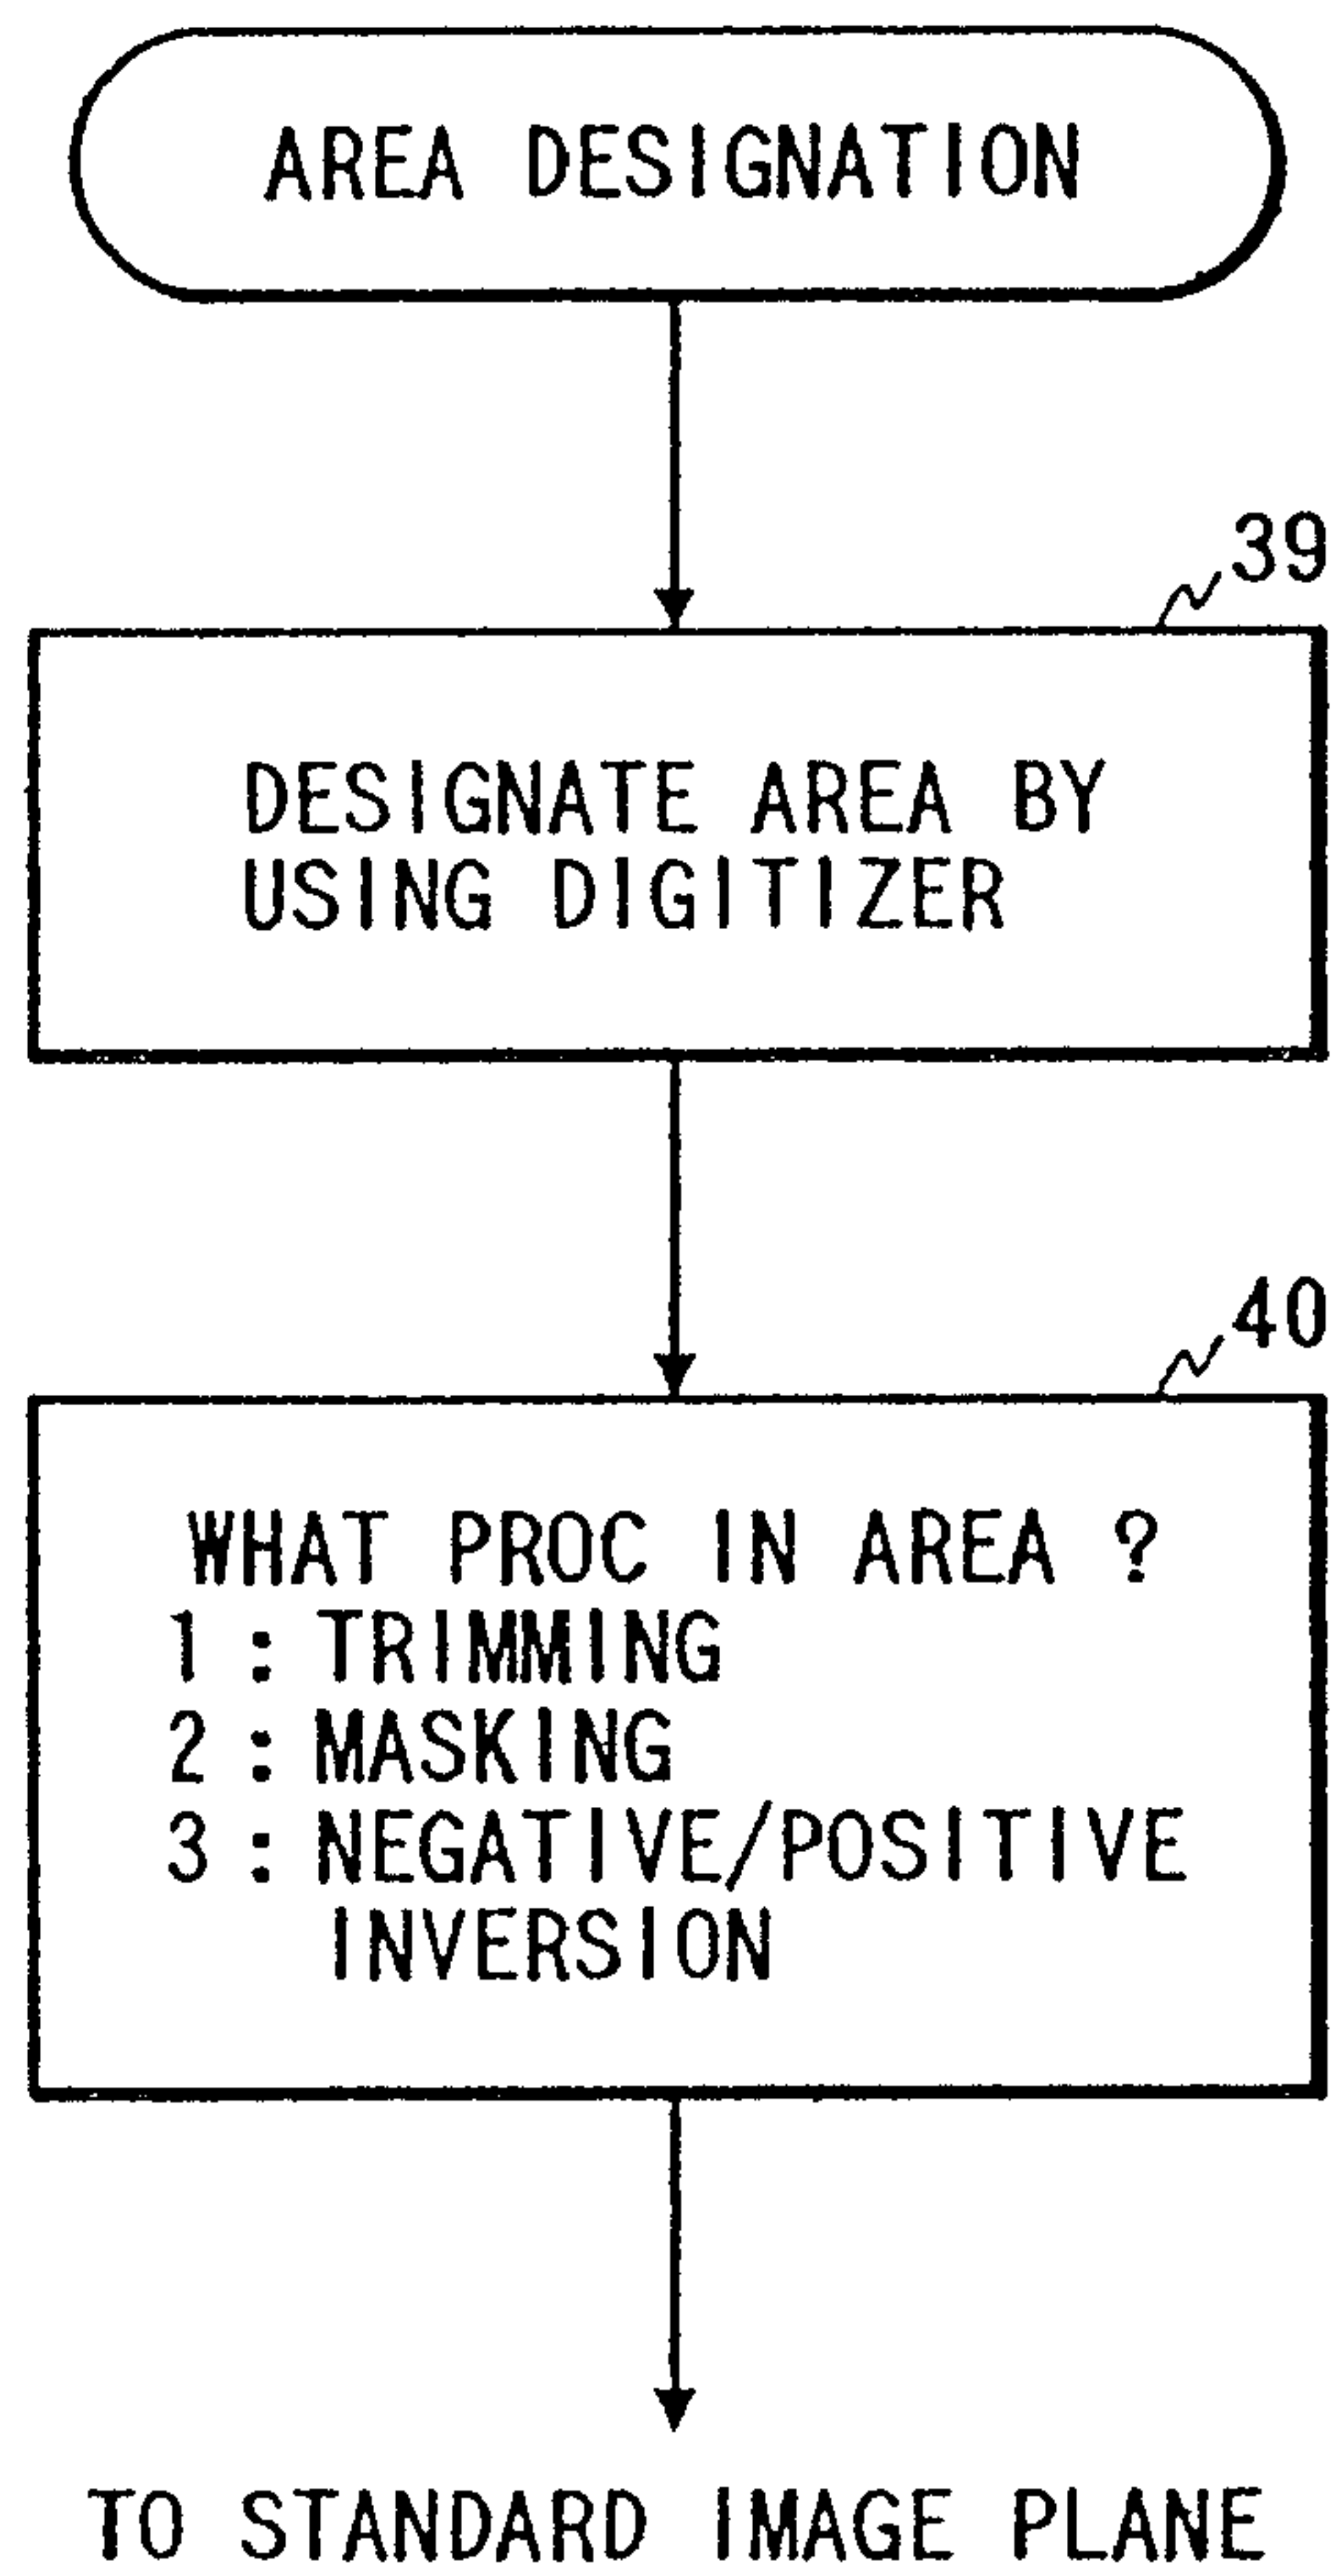 AREA DESIGNATION
39
DESIGNATE AREA BY
USING DIGITIZER
40
WHAT PROC IN AREA ?
1 : TRIMMING
2 : MASKING
3 : NEGATIVE/POSITIVE
INVERSION
TO STANDARD IMAGE PLANE